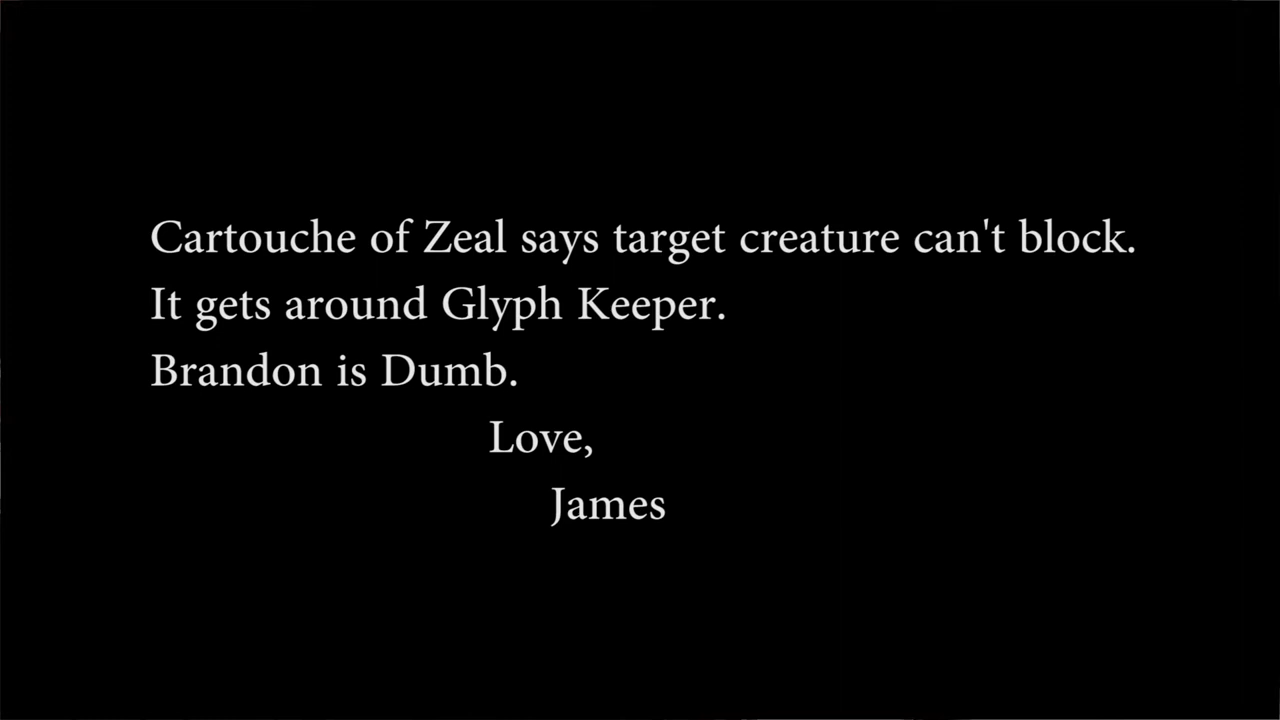 Cartouche of Zeal says target creature can't block.
It gets around Glyph Keeper.
Brandon is Dumb.
Love,
James